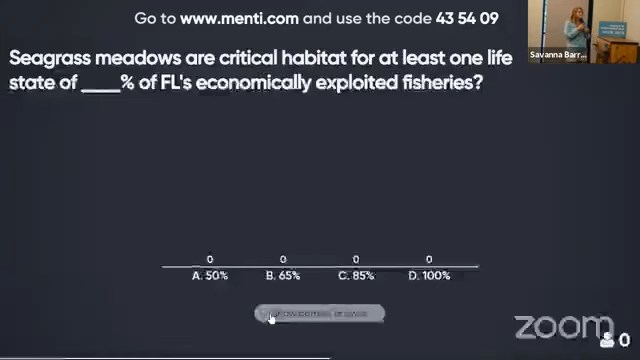 Go to www.menti.com and use the code 43 54 09
Seagrass meadows are critical habitat for at least one life
state of ____% of FL's economically exploited fisheries?
Savanna Barr...
0 0 0 0
A. 50% B. 65% C. 85% D. 100%
zoom
0